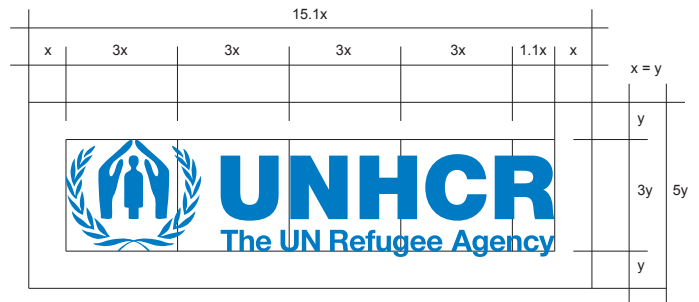 15.1x
x 3x 3x 3x 3x 1.1x x
x = y
y
UNHCR
3y 5y
The UN Refugee Agency
y